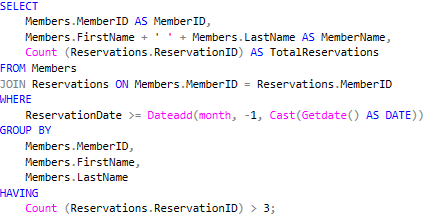 SELECT
Members.MemberID AS MemberID,
Members.FirstName + ' ' + Members.LastName AS MemberName,
Count (Reservations.ReservationID) AS TotalReservations
FROM Members
JOIN Reservations ON Members.MemberID = Reservations.MemberID
WHERE
ReservationDate >= Dateadd(month, -1, Cast(Getdate() AS DATE))
GROUP BY
Members.MemberID,
Members.FirstName,
Members.LastName
HAVING
Count (Reservations.ReservationID) > 3;